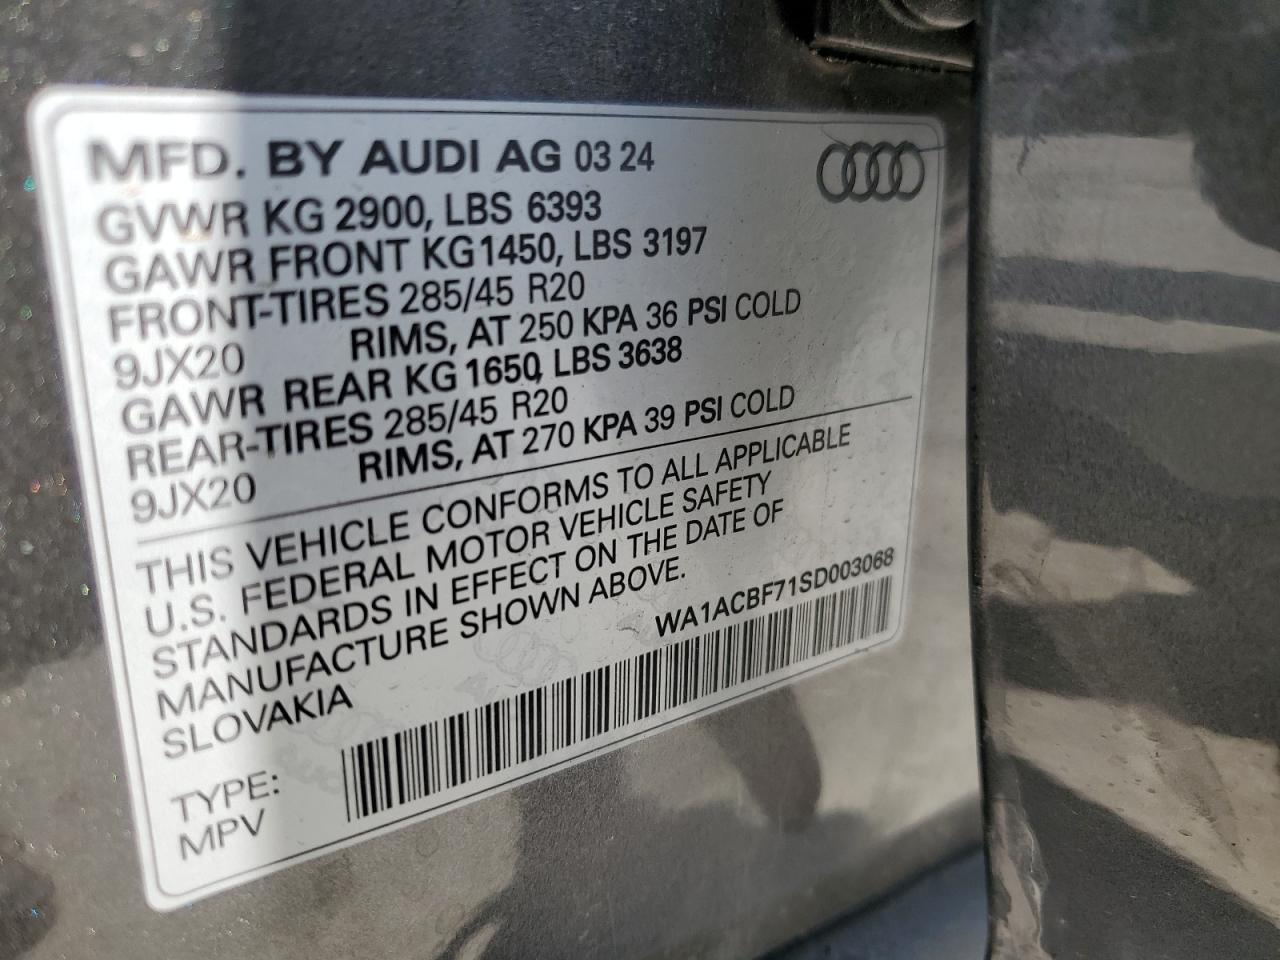 MFD. BY AUDI AG 03 24
GVWR KG 2900, LBS 6393
GAWR FRONT KG 1450, LBS 3197
FRONT-TIRES 285/45 R20
9JX20 RIMS, AT 250 KPA 36 PSI COLD
GAWR REAR KG 1650, LBS 3638
REAR-TIRES 285/45 R20
9JX20 RIMS, AT 270 KPA 39 PSI COLD
THIS VEHICLE CONFORMS TO ALL APPLICABLE
U.S. FEDERAL MOTOR VEHICLE SAFETY
STANDARDS IN EFFECT ON THE DATE OF
MANUFACTURE SHOWN ABOVE.
SLOVAKIA
WA1ACBF71SD003068
TYPE:
MPV